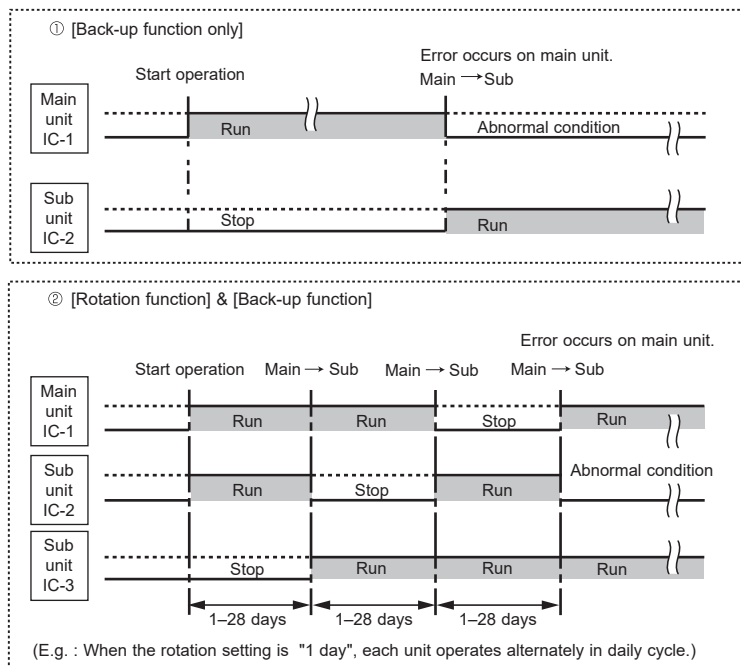 ① [Back-up function only]
Error occurs on main unit.
Start operation
Main → Sub
Main
unit
IC-1
Run
Abnormal condition
Sub
unit
IC-2
Stop
Run
② [Rotation function] & [Back-up function]
Error occurs on main unit.
Start operation Main → Sub Main → Sub Main → Sub
Main
unit
IC-1
Run Run Stop Run
Sub
unit
IC-2
Run Stop Run Abnormal condition
Sub
unit
IC-3
Stop Run Run Run
1–28 days 1–28 days 1–28 days
(E.g. : When the rotation setting is "1 day", each unit operates alternately in daily cycle.)